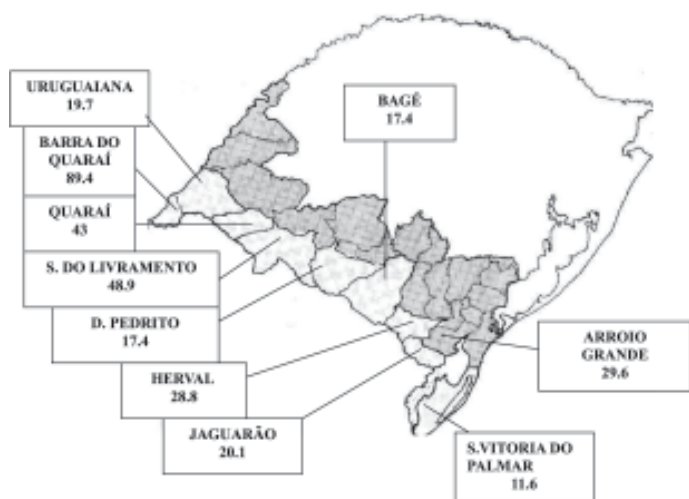 URUGUAIANA
19.7
BAGÉ
17.4
BARRA DO
QUARAÍ
89.4
QUARAÍ
43
S. DO LIVRAMENTO
48.9
D. PEDRITO
17.4
ARROIO
GRANDE
29.6
HERVAL
28.8
JAGUARÃO
20.1
S.VITORIA DO
PALMAR
11.6